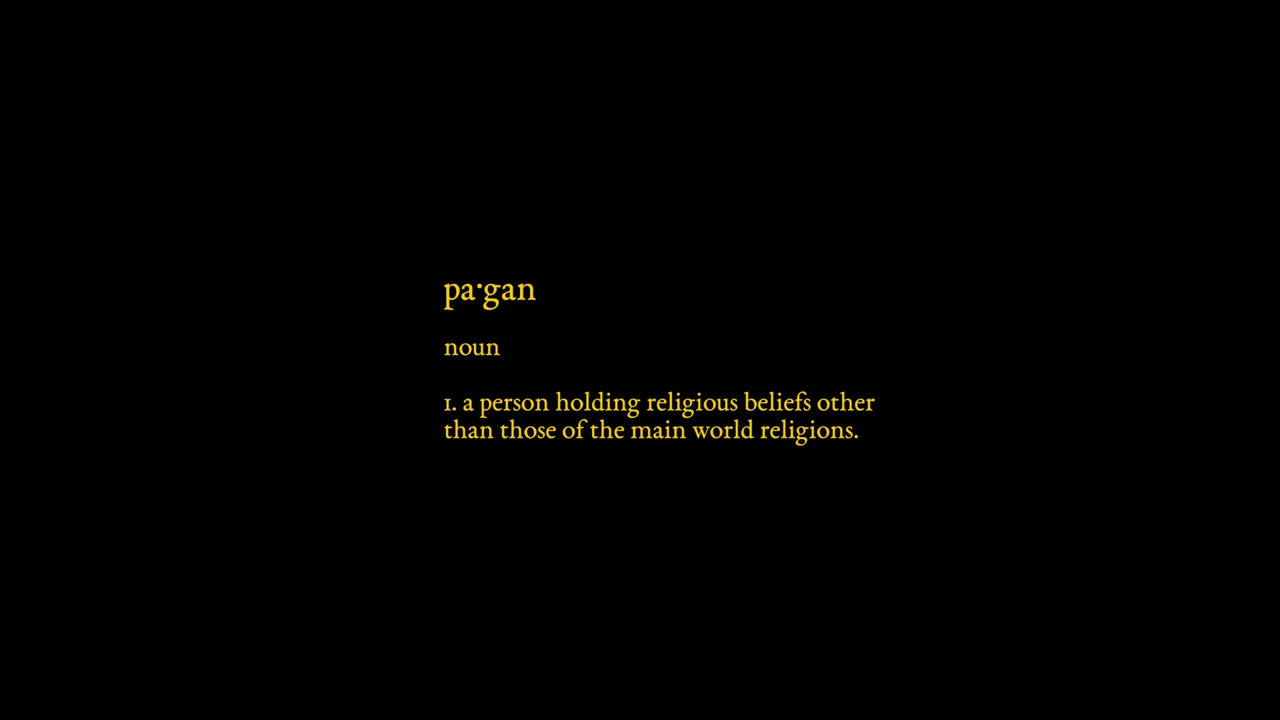 pa·gan
noun
1. a person holding religious beliefs other
than those of the main world religions.